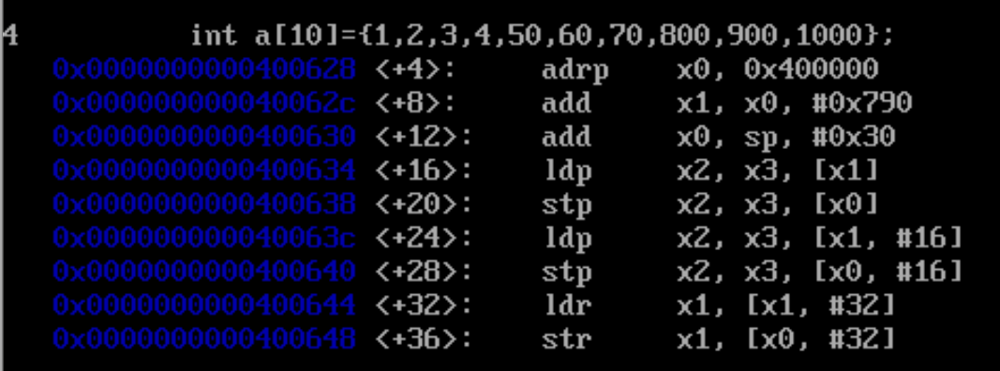 4 int a[10]={1,2,3,4,50,60,70,800,900,1000};
0x0000000000400628 <+4>: adrp x0, 0x400000
0x000000000040062c <+8>: add x1, x0, #0x790
0x0000000000400630 <+12>: add x0, sp, #0x30
0x0000000000400634 <+16>: ldp x2, x3, [x1]
0x0000000000400638 <+20>: stp x2, x3, [x0]
0x000000000040063c <+24>: ldp x2, x3, [x1, #16]
0x0000000000400640 <+28>: stp x2, x3, [x0, #16]
0x0000000000400644 <+32>: ldr x1, [x1, #32]
0x0000000000400648 <+36>: str x1, [x0, #32]